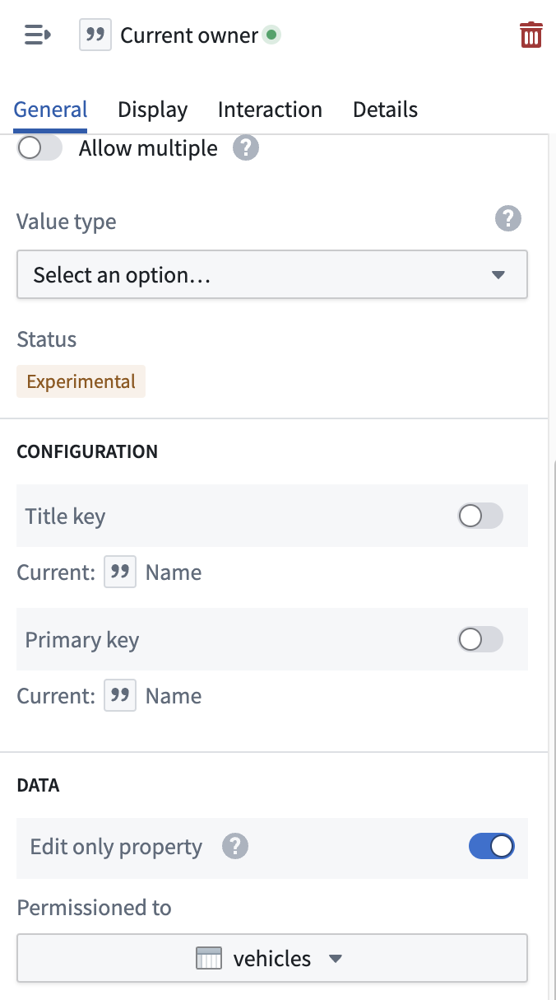 Current owner
General Display Interaction Details
Allow multiple ?
Value type ?
Select an option...
Status
Experimental
CONFIGURATION
Title key
Current: Name
Primary key
Current: Name
DATA
Edit only property ?
Permissioned to
vehicles